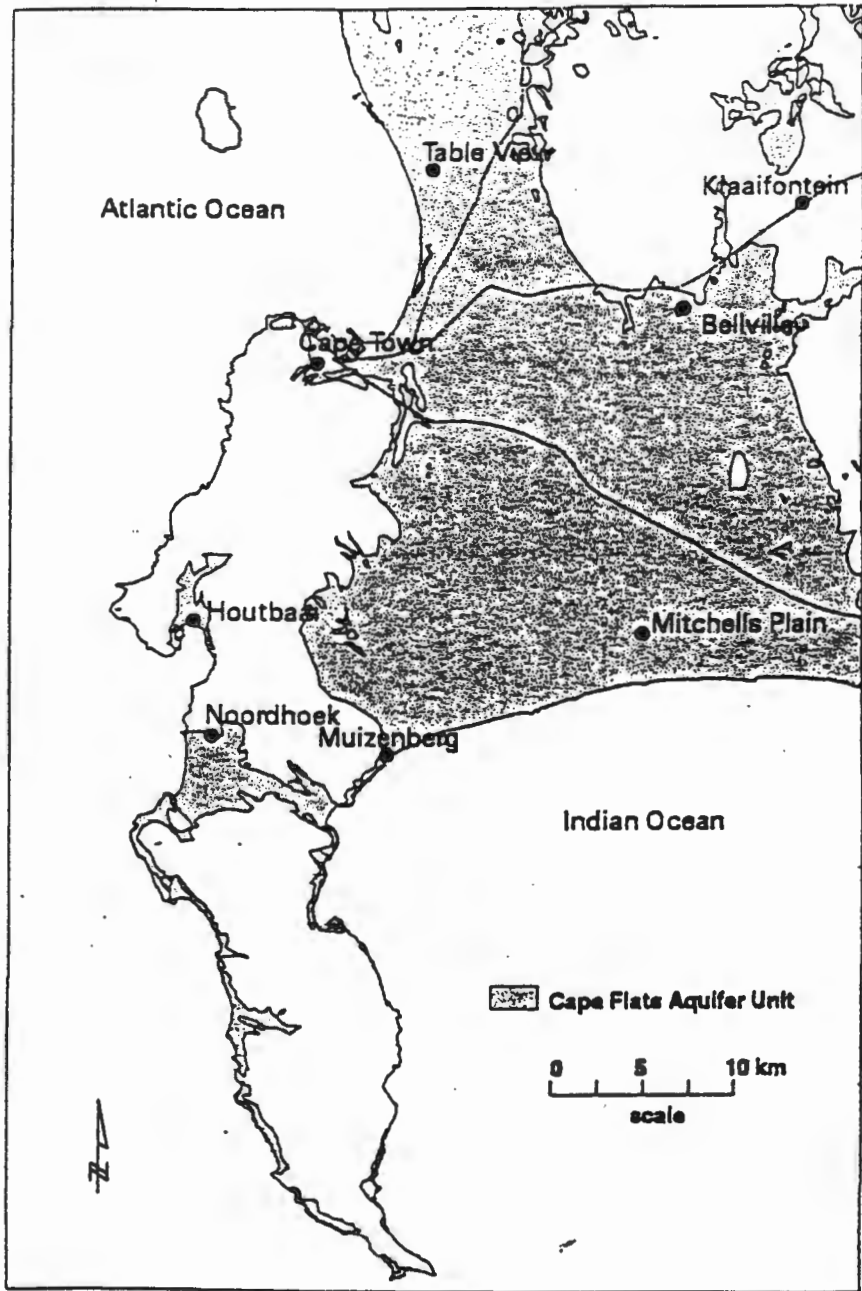 Table View
Kraaifontein
Atlantic Ocean
Bellville
Cape Town
Houtbaai
Mitchells Plain
Noordhoek
Muizenberg
Indian Ocean
Cape Flats Aquifer Unit
0 5 10 km
scale
N